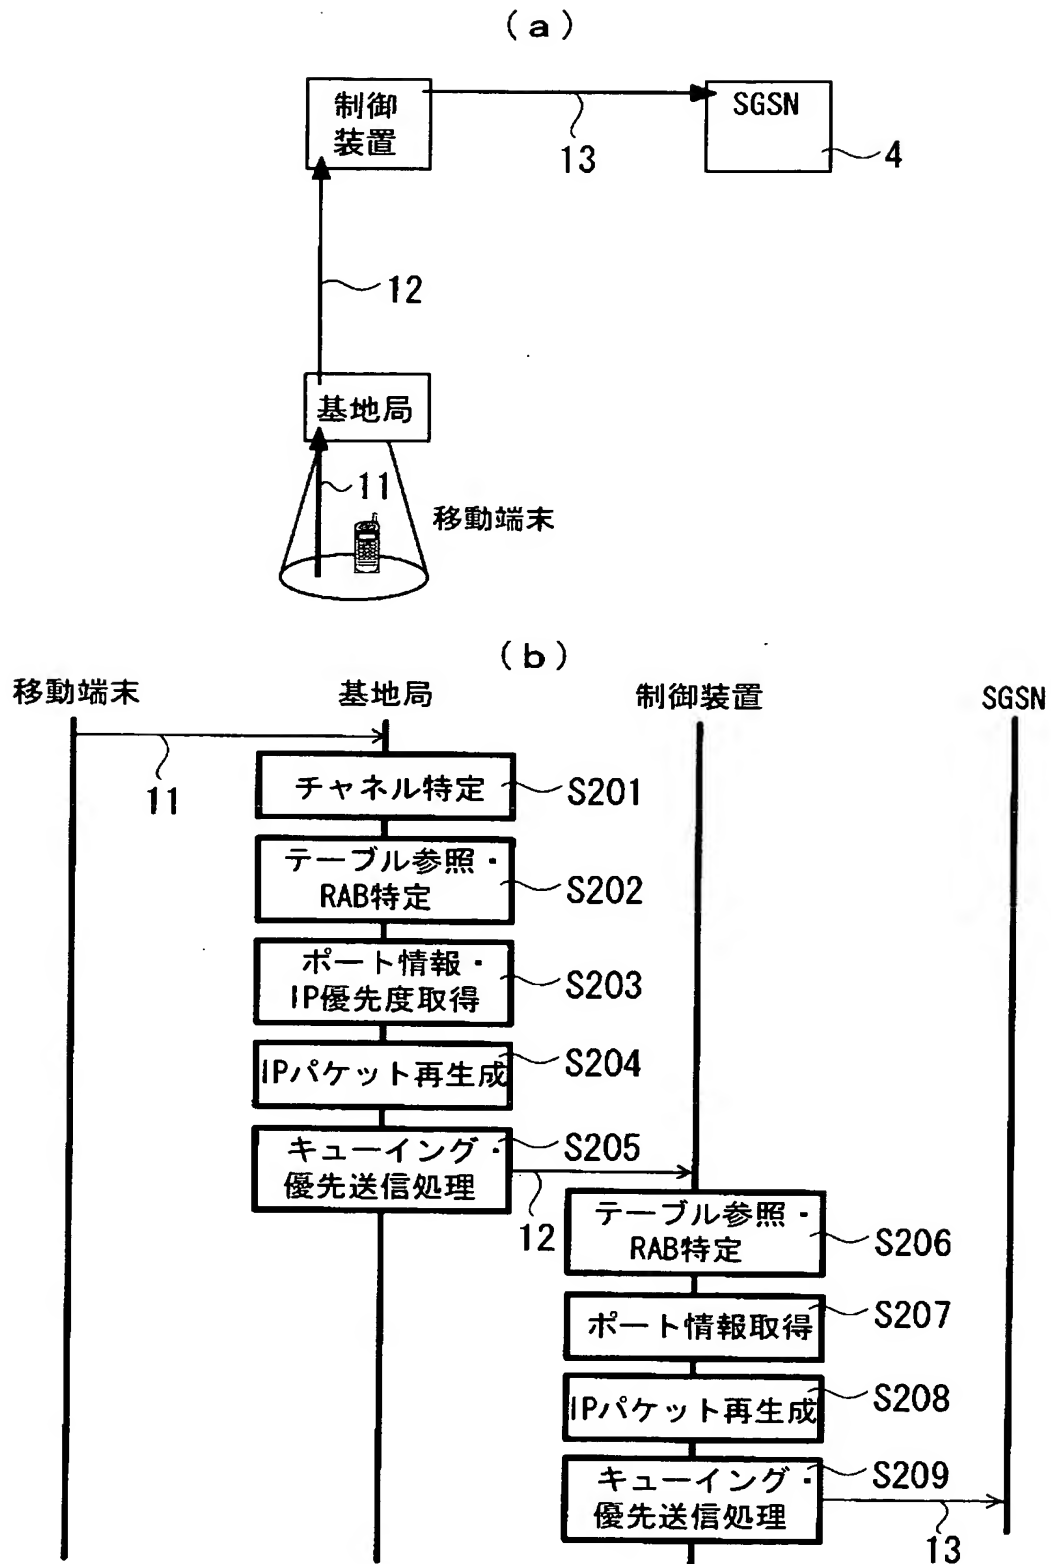 (a)
制御
装置
SGSN
13
4
12
基地局
11
移動端末
(b)
移動端末
基地局
制御装置
SGSN
11
チャネル特定
S201
テーブル参照・
RAB特定
S202
ポート情報・
IP優先度取得
S203
IPパケット再生成
S204
キューイング・
優先送信処理
S205
12
テーブル参照・
RAB特定
S206
ポート情報取得
S207
IPパケット再生成
S208
キューイング・
優先送信処理
S209
13